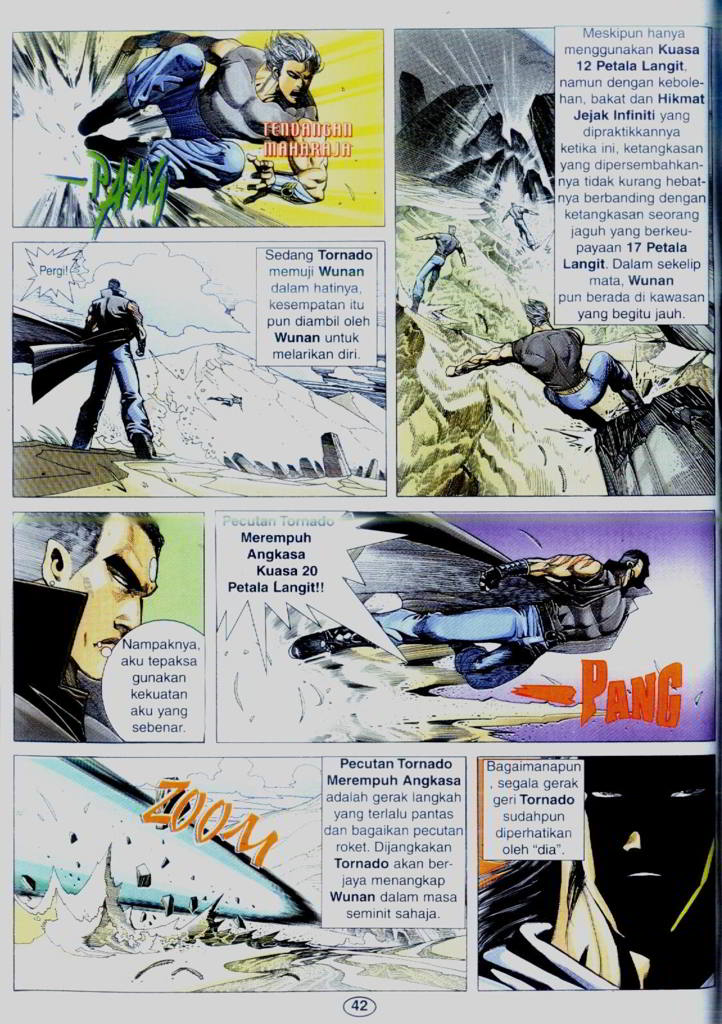 TENDANGAN
MAHARAJA
PANG
Meskipun hanya
menggunakan Kuasa
12 Petala Langit,
namun dengan kebole-
han, bakat dan Hikmat
Jejak Infiniti yang
dipraktikkannya
ketika ini, ketangkasan
yang dipersembahkan-
nya tidak kurang hebat-
nya berbanding dengan
ketangkasan seorang
jaguh yang berkeu-
payaan 17 Petala
Langit. Dalam sekelip
mata, Wunan
pun berada di kawasan
yang begitu jauh.
Pergi!
Sedang Tornado
memuji Wunan
dalam hatinya,
kesempatan itu
pun diambil oleh
Wunan untuk
melarikan diri.
Nampaknya,
aku tepaksa
gunakan
kekuatan
aku yang
sebenar.
Pecutan Tornado
Merempuh
Angkasa
Kuasa 20
Petala Langit!!
PANG
ZOOM
Pecutan Tornado
Merempuh Angkasa
adalah gerak langkah
yang terlalu pantas
dan bagaikan pecutan
roket. Dijangkakan
Tornado akan ber-
jaya menangkap
Wunan dalam masa
seminit sahaja.
Bagaimanapun
, segala gerak
geri Tornado
sudahpun
diperhatikan
oleh “dia”.
42